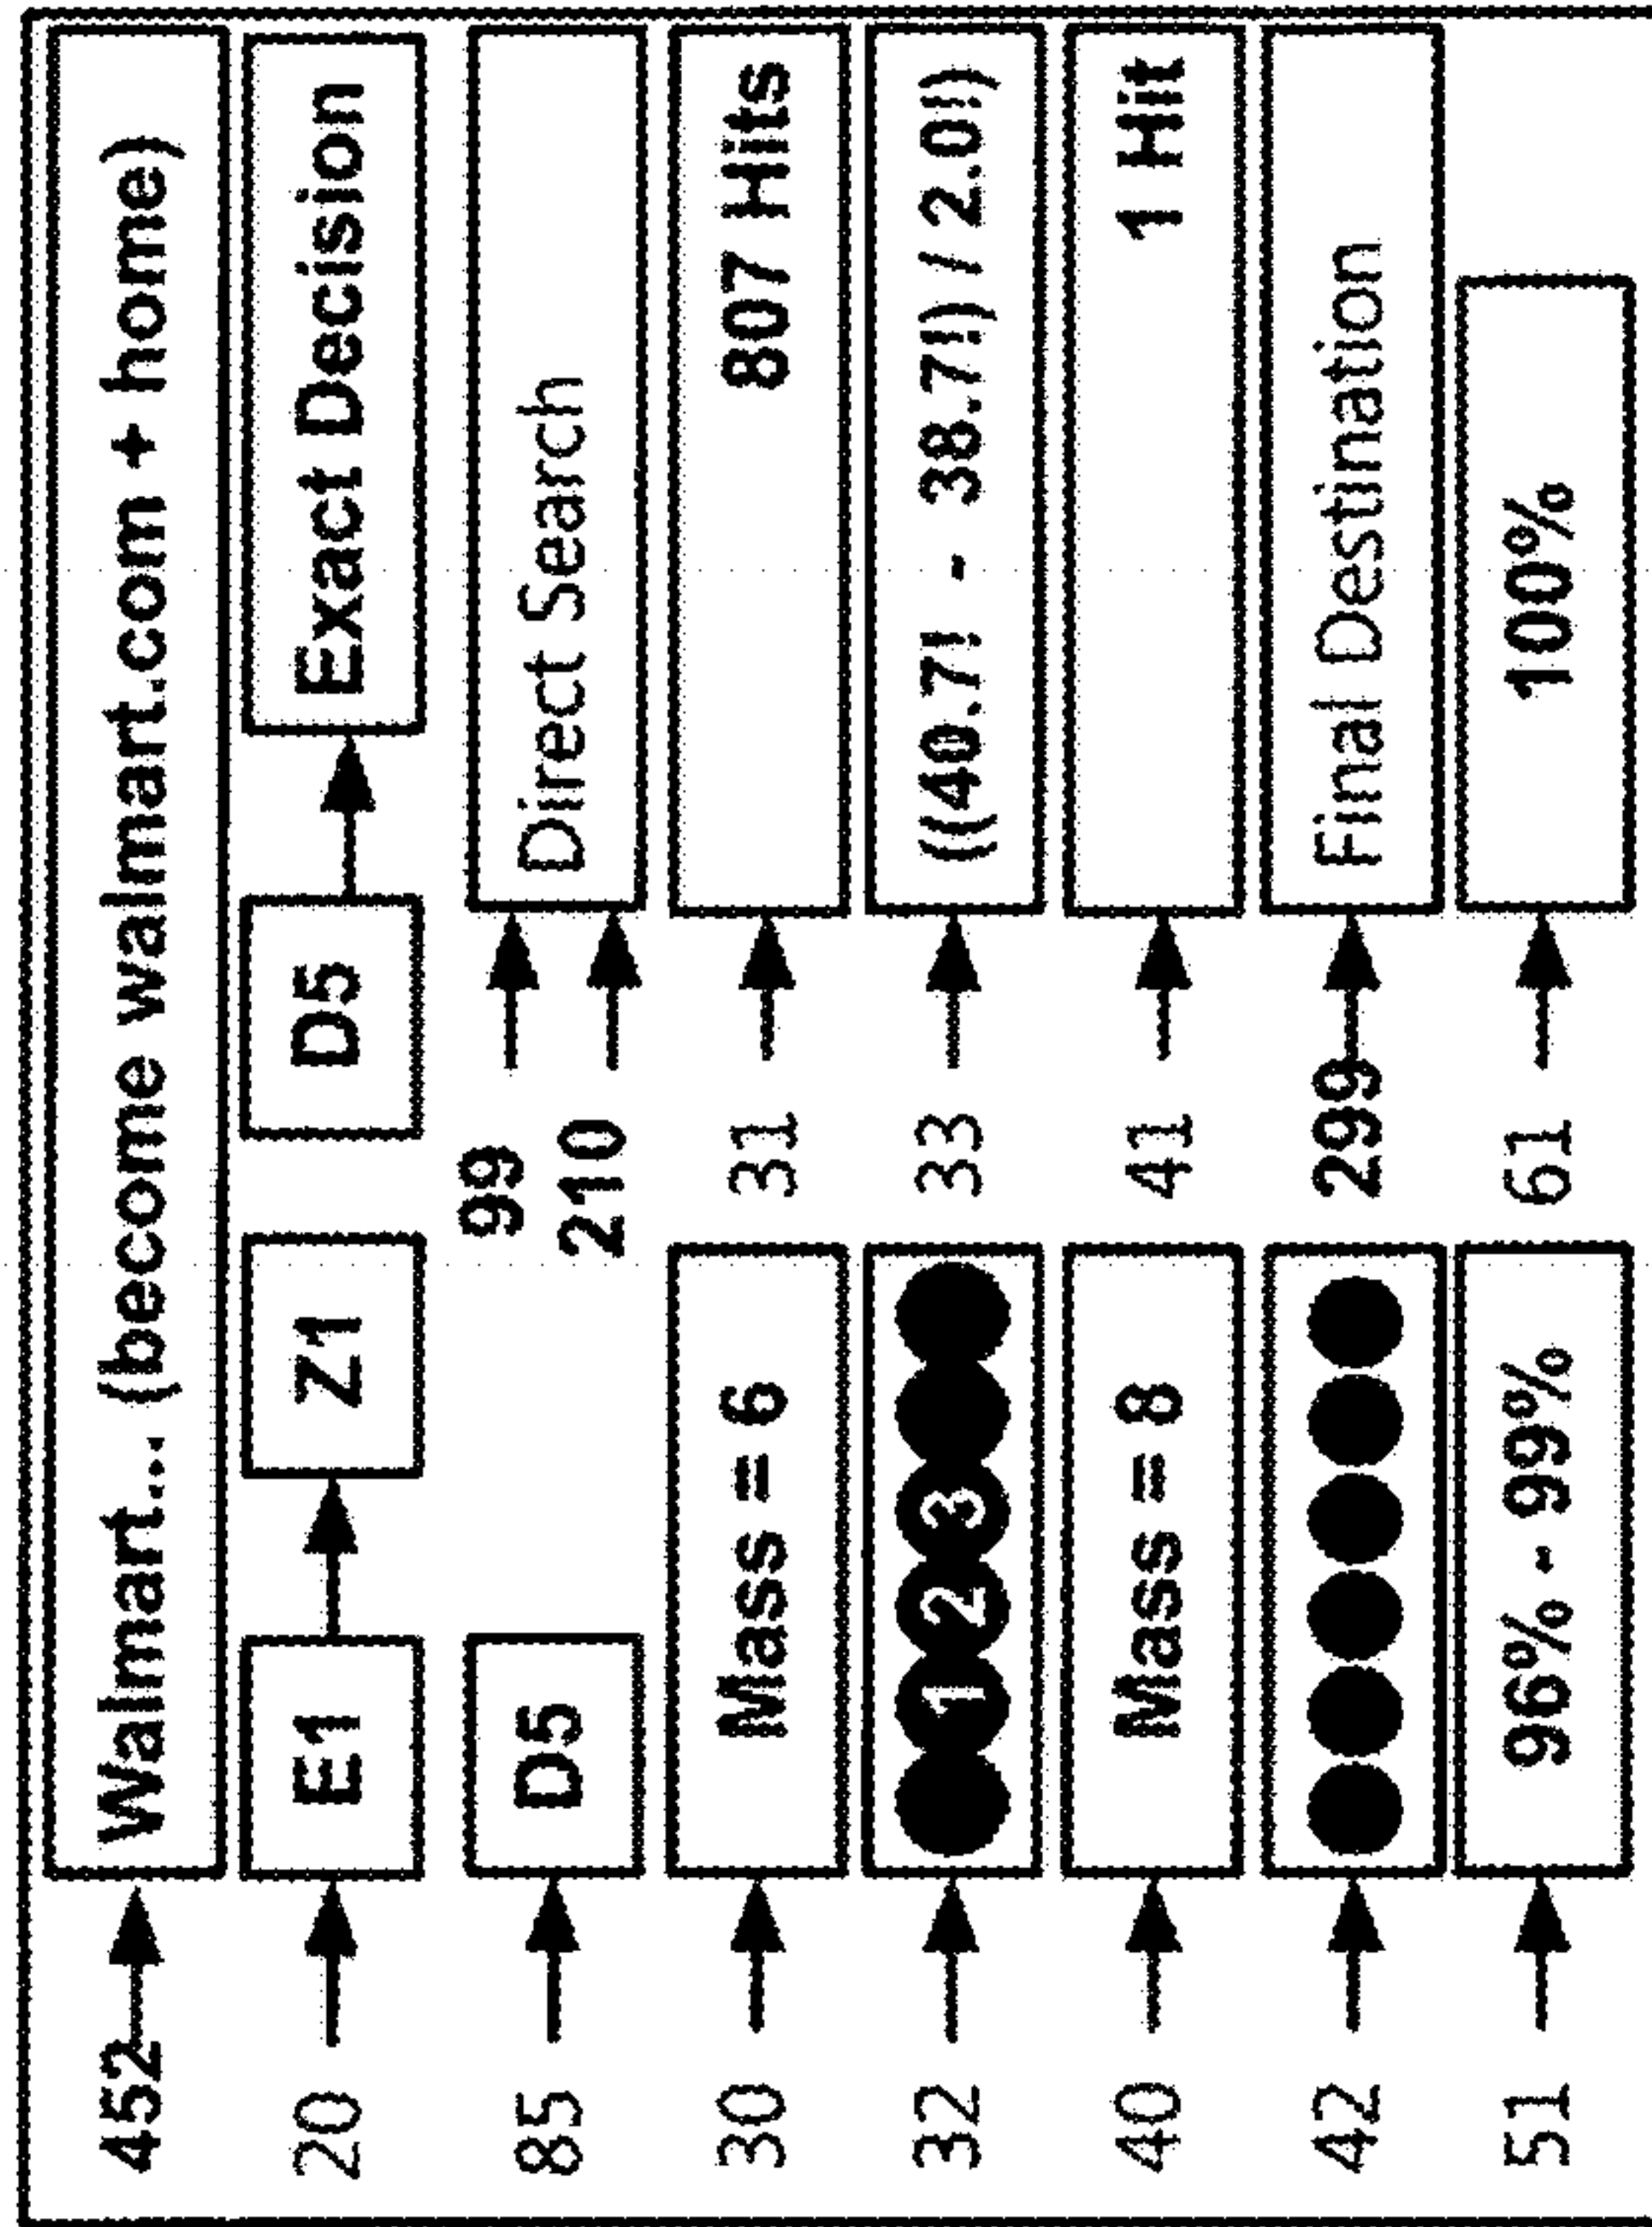 452 Walmart... (become walmart.com + home)
20 E1 Z1 D5 Exact Decision
85 D5 99 210 Direct Search
30 Mass = 6 31 807 Hits
32 1 2 3 33 (((40.7! - 38.7!) / 2.0!)
40 Mass = 8 41 1 Hit
42 299 Final Destination
51 96% - 99% 61 100%